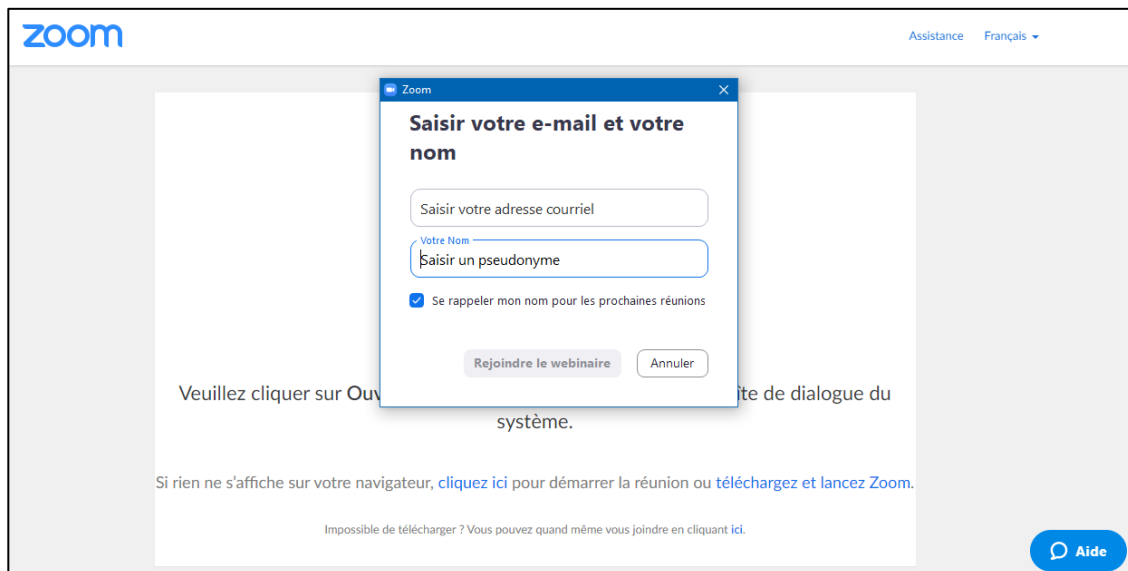 zoom
Assistance Français
Zoom
Saisir votre e-mail et votre
nom
Saisir votre adresse courriel
Votre Nom
Saisir un pseudonyme
Se rappeler mon nom pour les prochaines réunions
Rejoindre le webinaire Annuler
Veuillez cliquer sur de dialogue du
système.
Si rien ne s'affiche sur votre navigateur, cliquez ici pour démarrer la réunion ou téléchargez et lancez Zoom.
Impossible de télécharger ? Vous pouvez quand même vous joindre en cliquant ici.
Aide